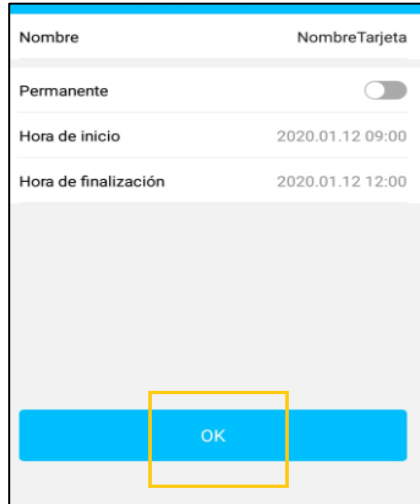 Nombre NombreTarjeta
Permanente
Hora de inicio 2020.01.12 09:00
Hora de finalización 2020.01.12 12:00
OK